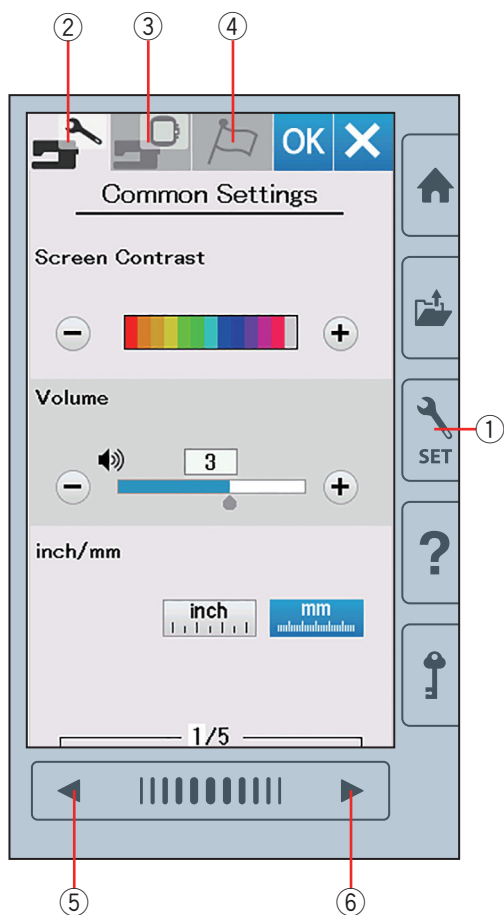 ② ③ ④
OK
Common Settings
Screen Contrast
− +
Volume
3
− +
SET
①
inch/mm
inch mm
?
1/5
⑤ ⑥